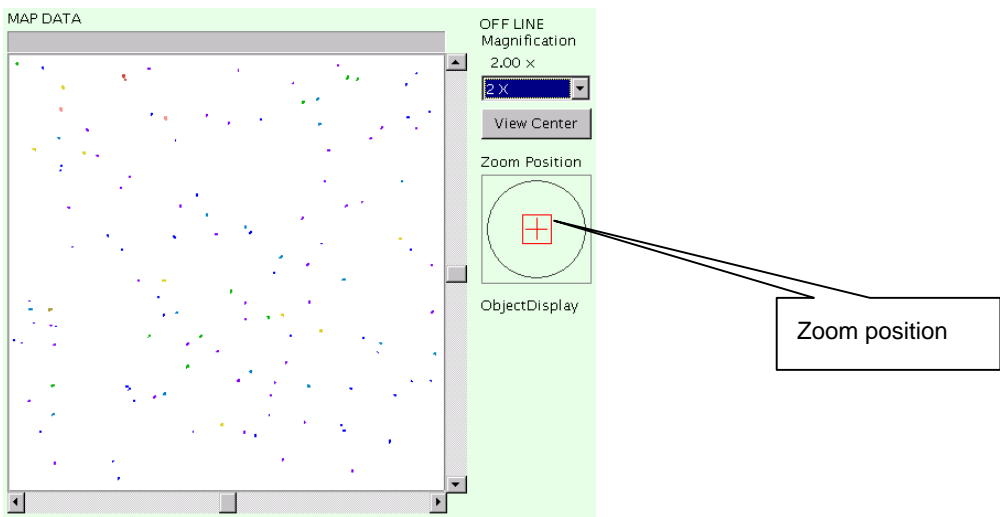 MAP DATA
OFF LINE
Magnification
2.00 ×
2 X
View Center
Zoom Position
ObjectDisplay
Zoom position